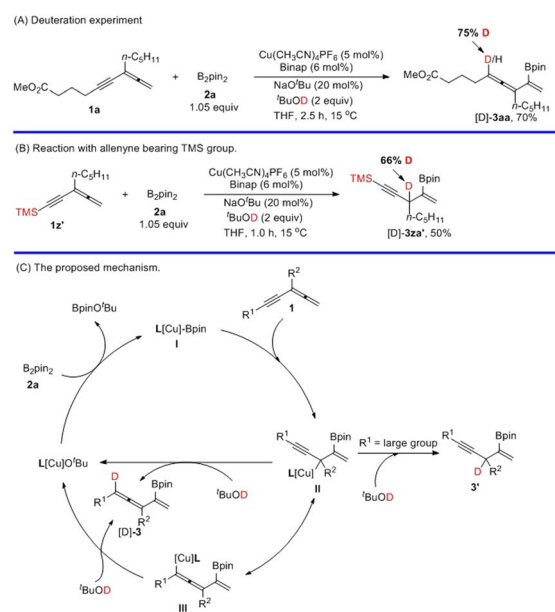 (A) Deuteration experiment
n-C5H11
MeO2C
1a
+
B2pin2
2a
1.05 equiv
Cu(CH3CN)4PF6 (5 mol%)
Binap (6 mol%)
NaOtBu (20 mol%)
tBuOD (2 equiv)
THF, 2.5 h, 15 oC
75% D
D/H
Bpin
MeO2C
n-C5H11
[D]-3aa, 70%
(B) Reaction with allenyne bearing TMS group.
n-C5H11
TMS
1z'
+
B2pin2
2a
1.05 equiv
Cu(CH3CN)4PF6 (5 mol%)
Binap (6 mol%)
NaOtBu (20 mol%)
tBuOD (2 equiv)
THF, 1.0 h, 15 oC
66% D
TMS
D
Bpin
n-C5H11
[D]-3za', 50%
(C) The proposed mechanism.
R2
R1
1
BpinOtBu
L[Cu]-Bpin
I
B2pin2
2a
L[Cu]OtBu
R1
Bpin
L[Cu]
R2
II
R1 = large group
tBuOD
R1
Bpin
D
R2
3'
D
Bpin
R1
R2
[D]-3
tBuOD
tBuOD
[Cu]L
Bpin
R1
R2
III